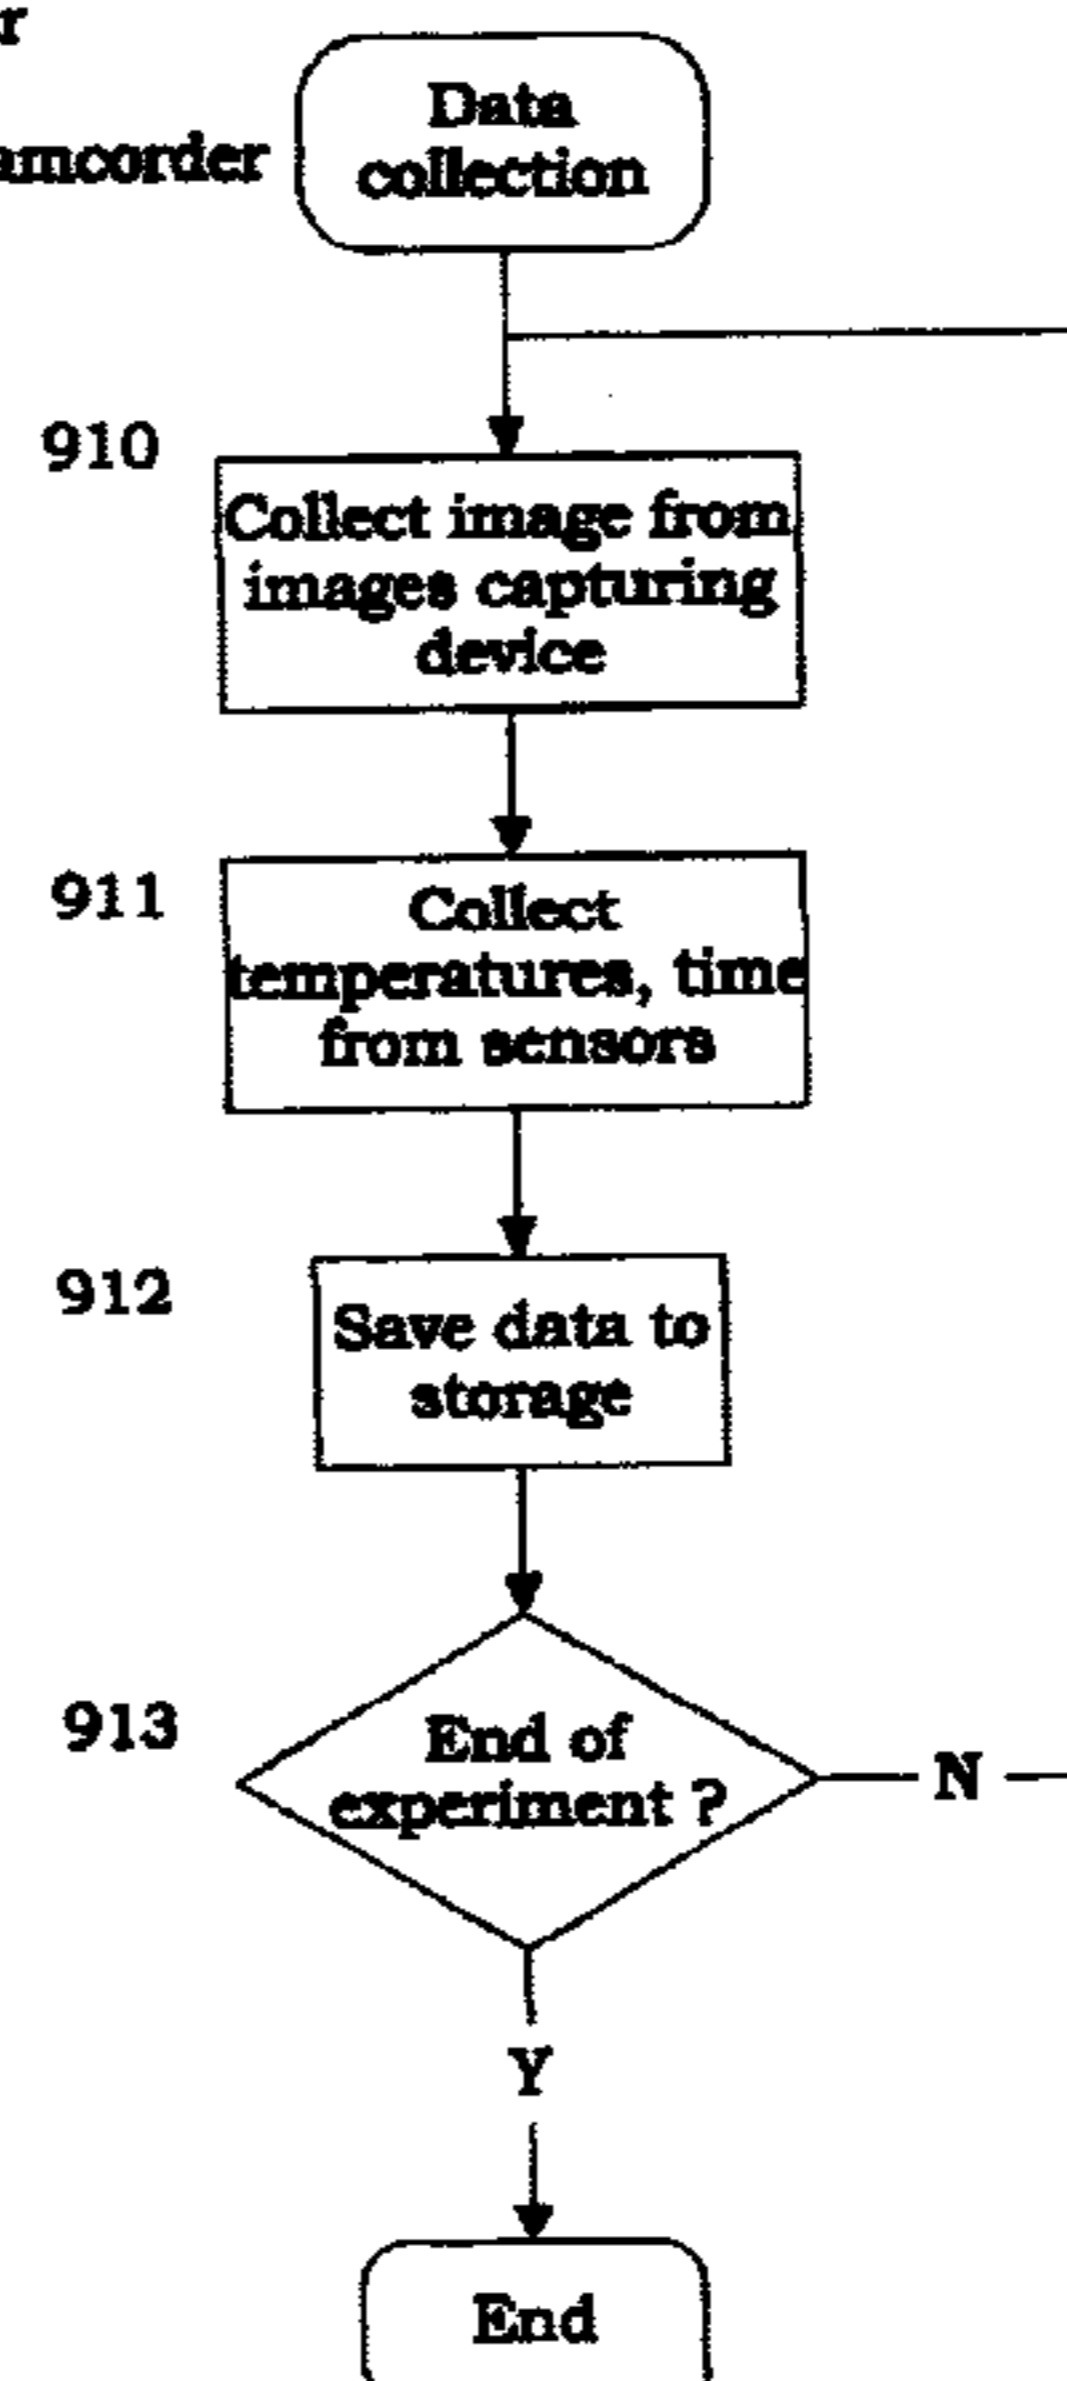 r
amcorder
Data
collection
910
Collect image from
images capturing
device
911
Collect
temperatures, time
from sensors
912
Save data to
storage
913
End of
experiment ?
N
Y
End